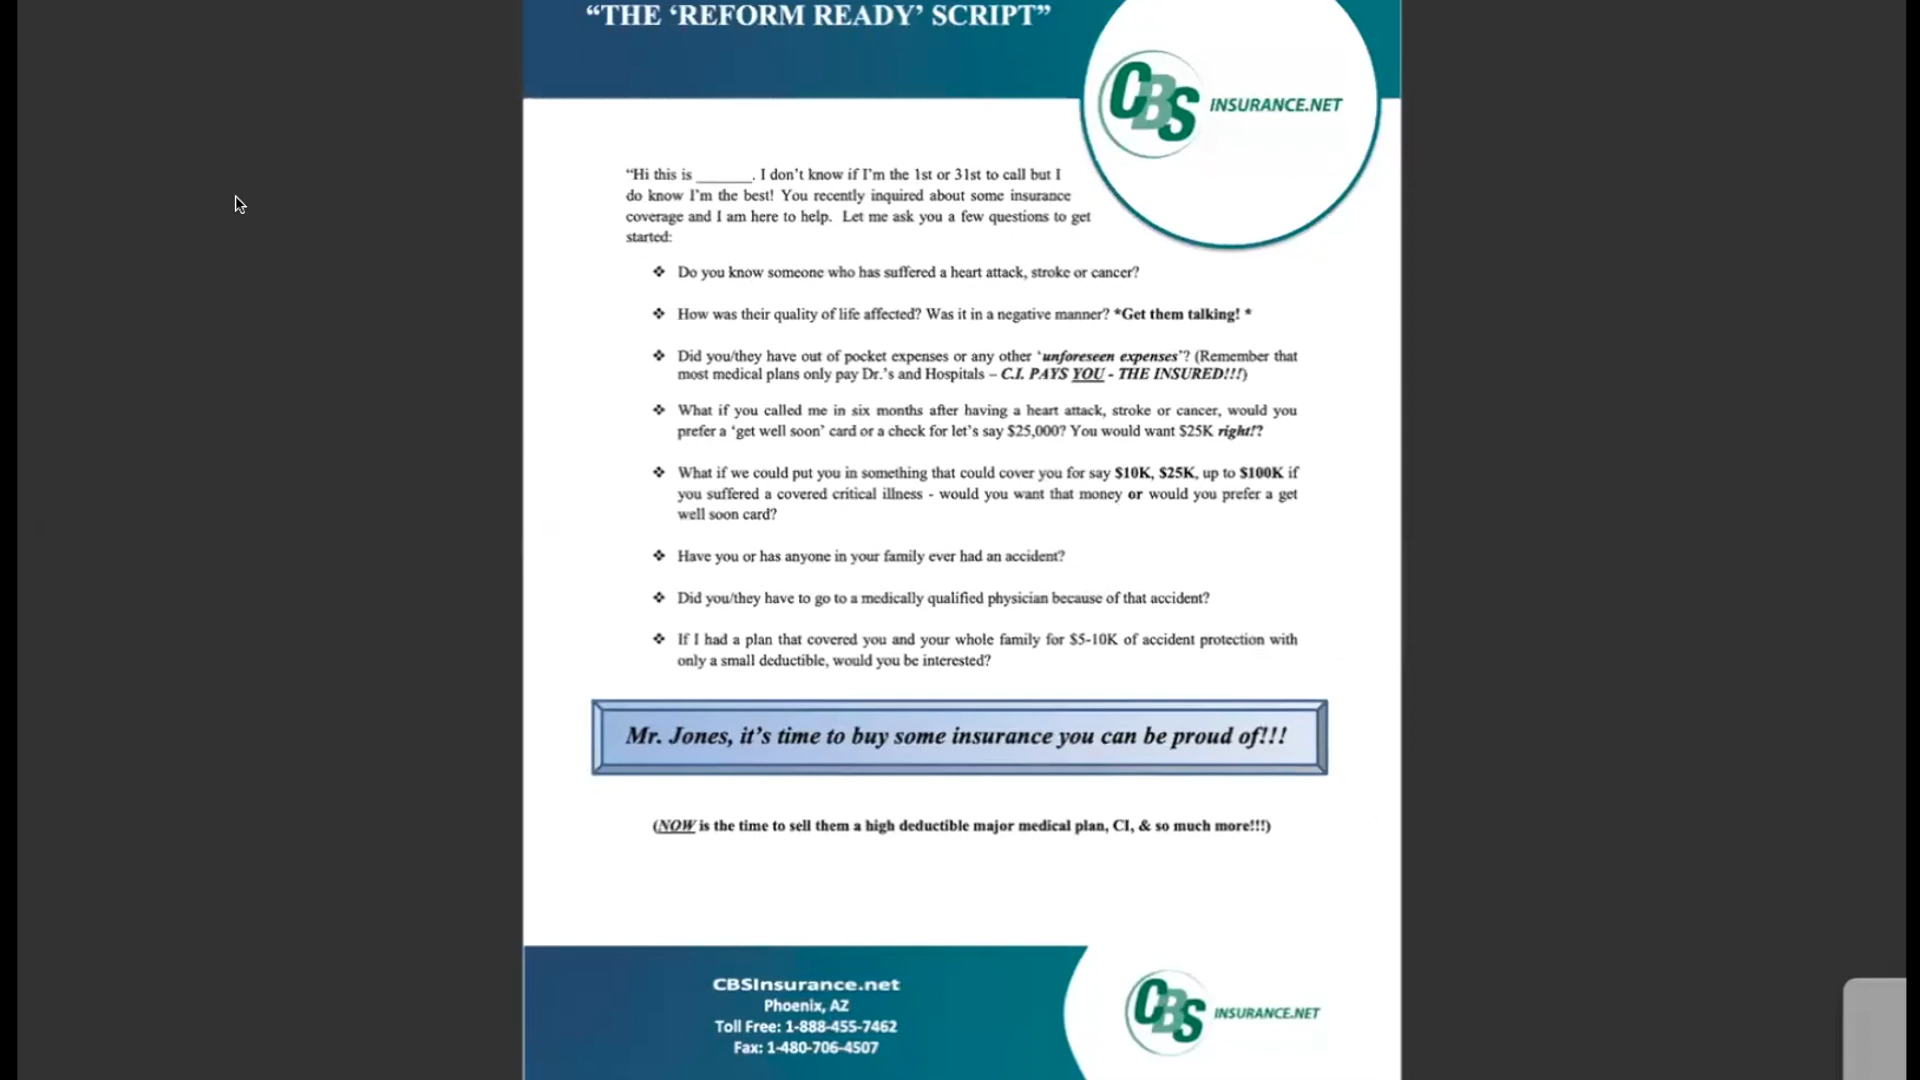 “THE ‘REFORM READY’ SCRIPT”
CBS INSURANCE.NET
“Hi this is _______. I don’t know if I’m the 1st or 31st to call but I
do know I’m the best! You recently inquired about some insurance
coverage and I am here to help. Let me ask you a few questions to get
started:
❖ Do you know someone who has suffered a heart attack, stroke or cancer?
❖ How was their quality of life affected? Was it in a negative manner? *Get them talking! *
❖ Did you/they have out of pocket expenses or any other ‘unforeseen expenses’? (Remember that
most medical plans only pay Dr.’s and Hospitals – C.I. PAYS YOU - THE INSURED!!!)
❖ What if you called me in six months after having a heart attack, stroke or cancer, would you
prefer a ‘get well soon’ card or a check for let’s say $25,000? You would want $25K right!?
❖ What if we could put you in something that could cover you for say $10K, $25K, up to $100K if
you suffered a covered critical illness - would you want that money or would you prefer a get
well soon card?
❖ Have you or has anyone in your family ever had an accident?
❖ Did you/they have to go to a medically qualified physician because of that accident?
❖ If I had a plan that covered you and your whole family for $5-10K of accident protection with
only a small deductible, would you be interested?
Mr. Jones, it’s time to buy some insurance you can be proud of!!!
(NOW is the time to sell them a high deductible major medical plan, CI, & so much more!!!)
CBSInsurance.net
Phoenix, AZ
Toll Free: 1-888-455-7462
Fax: 1-480-706-4507
CBS INSURANCE.NET